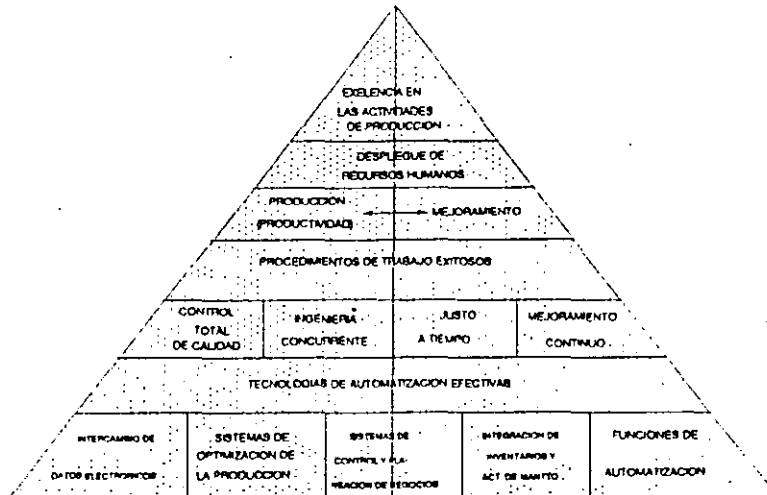 EXELENCIA EN
LAS ACTIVIDADES
DE PRODUCCION
DESPLIEGUE DE
RECURSOS HUMANOS
PRODUCCION
(PRODUCTIVIDAD)
MEJORAMIENTO
PROCEDIMIENTOS DE TRABAJO EXITOSOS
CONTROL
TOTAL
DE CALIDAD
INGENIERIA
CONCURRENTE
JUSTO
A TIEMPO
MEJORAMIENTO
CONTINUO
TECNOLOGIAS DE AUTOMATIZACION EFECTIVAS
INTERCAMBIO DE
DATOS ELECTRONICOS
SISTEMAS DE
OPTIMIZACION DE
LA PRODUCCION
SISTEMAS DE
CONTROL Y PLA-
NEACION DE NEGOCIOS
INTEGRACION DE
INVENTARIOS Y
ACT. DE MANTTO.
FUNCIONES DE
AUTOMATIZACION